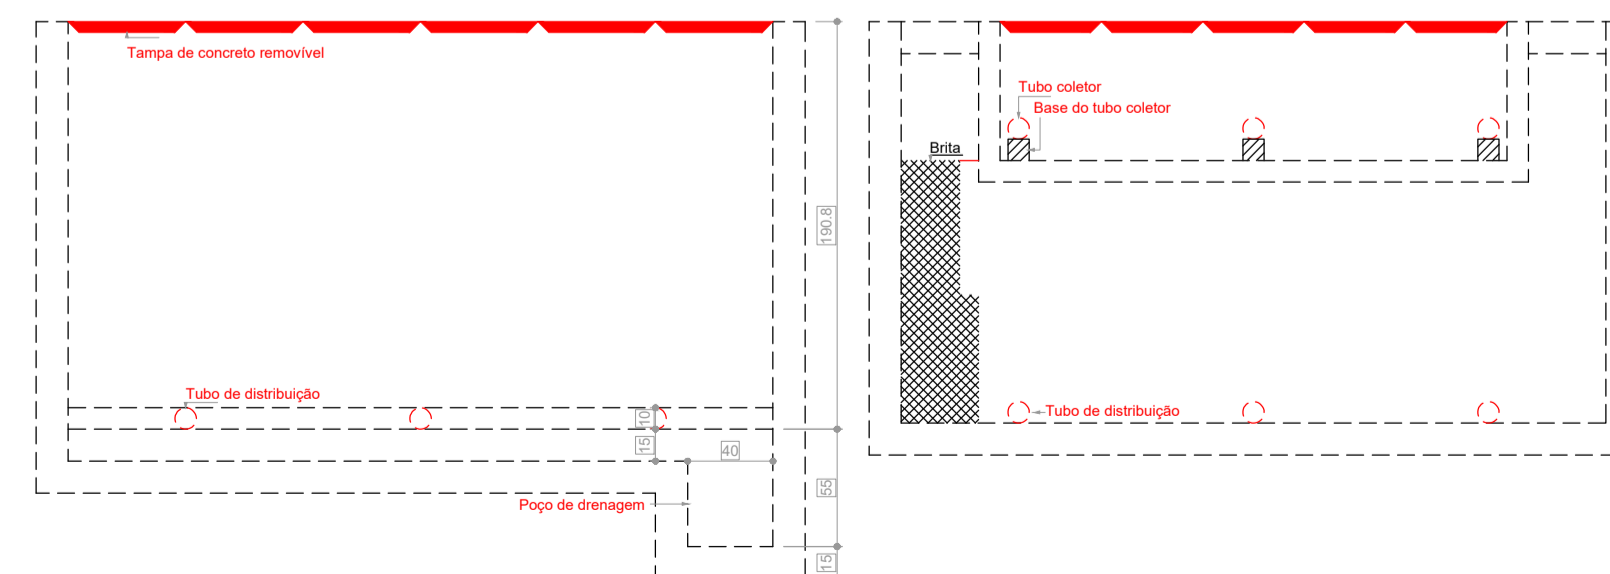 Tampa de concreto removível
190.8
Tubo de distribuição
10
15
40
55
Poço de drenagem
15
Tubo coletor
Base do tubo coletor
Brita
Tubo de distribuição